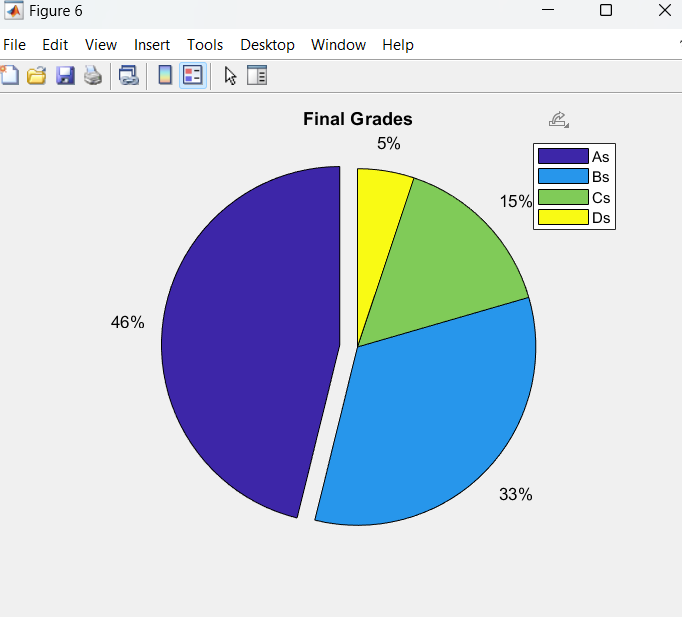 Figure 6
File Edit View Insert Tools Desktop Window Help
Final Grades
5%
As
Bs
Cs
Ds
15%
46%
33%